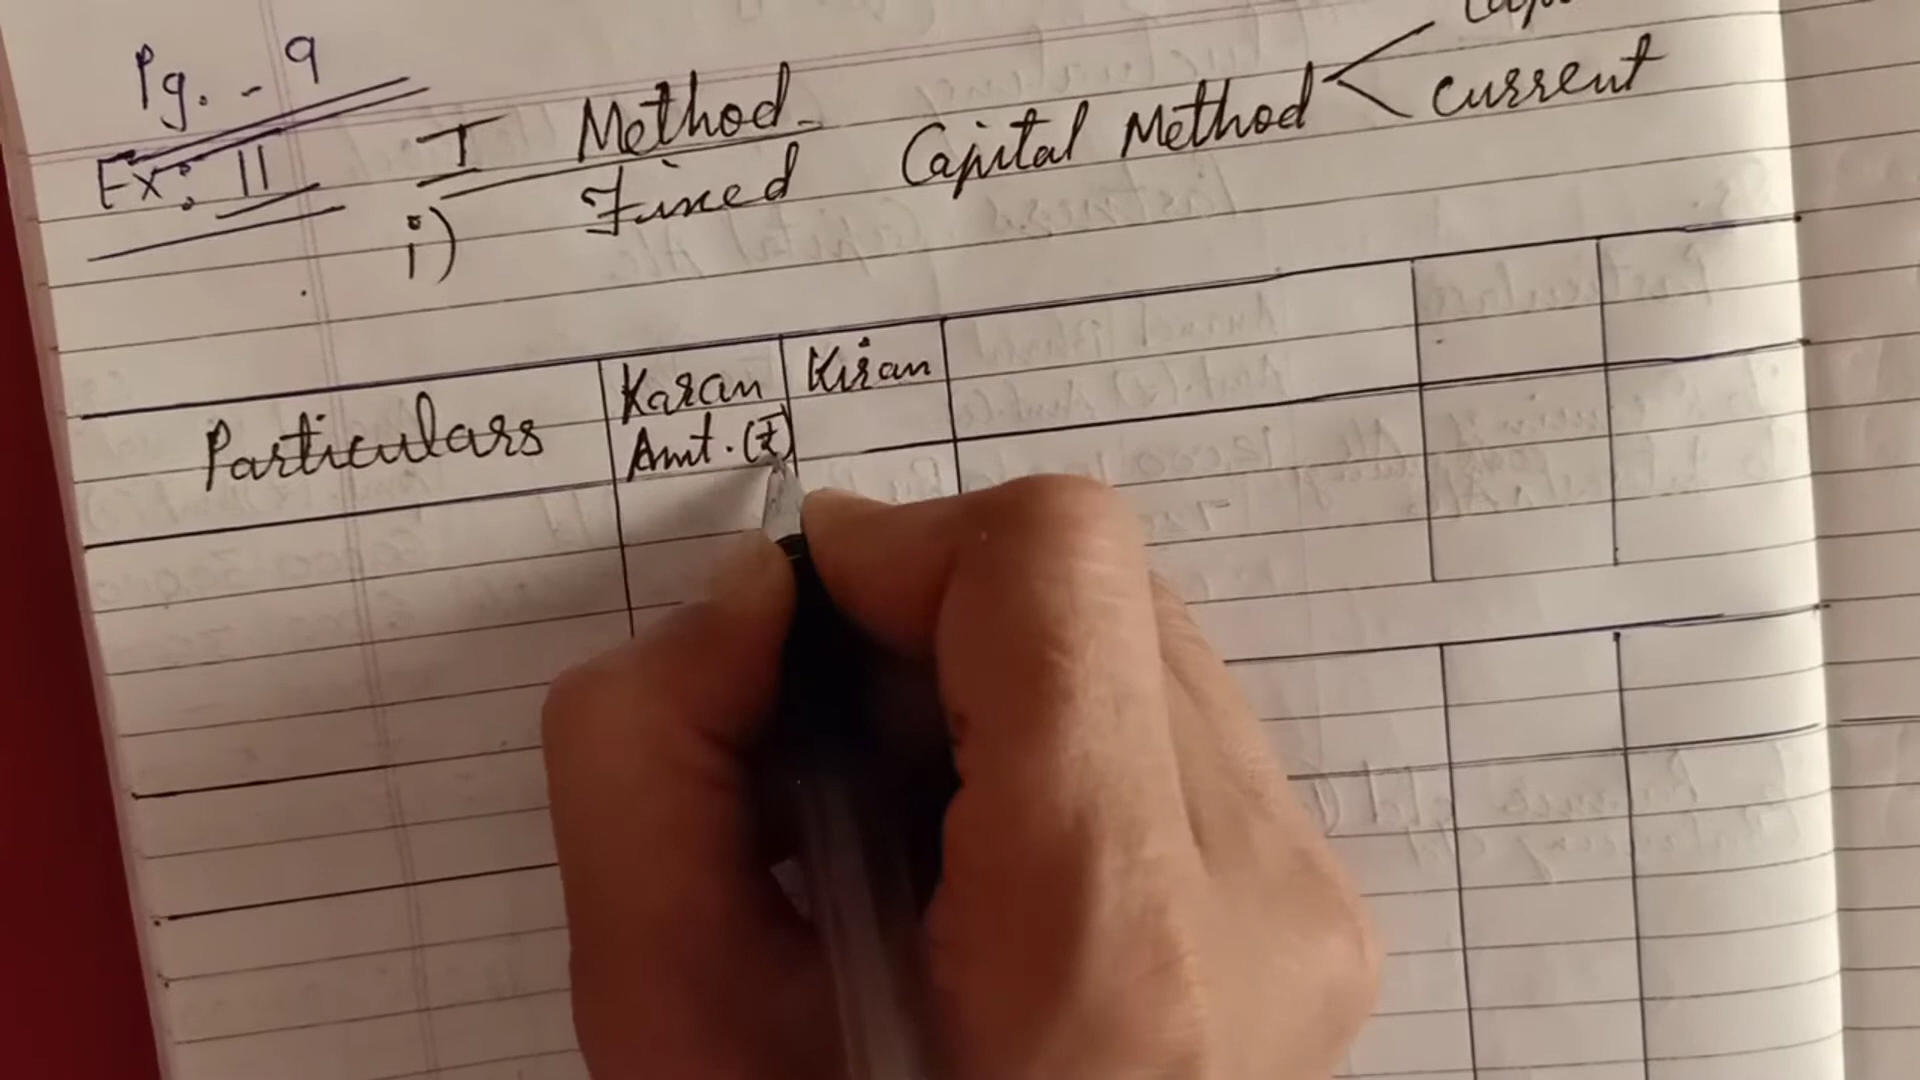 Pg. - 9
Ex: 11
I Method
i) Fixed Capital Method < current
Particulars
Karan
Amt. (₹)
Kiran